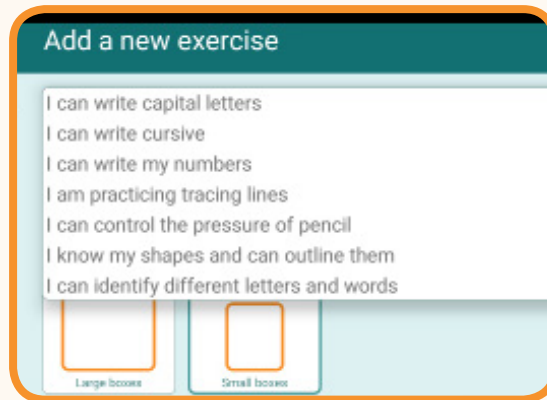 Add a new exercise
I can write capital letters
I can write cursive
I can write my numbers
I am practicing tracing lines
I can control the pressure of pencil
I know my shapes and can outline them
I can identify different letters and words
Large boxes Small boxes